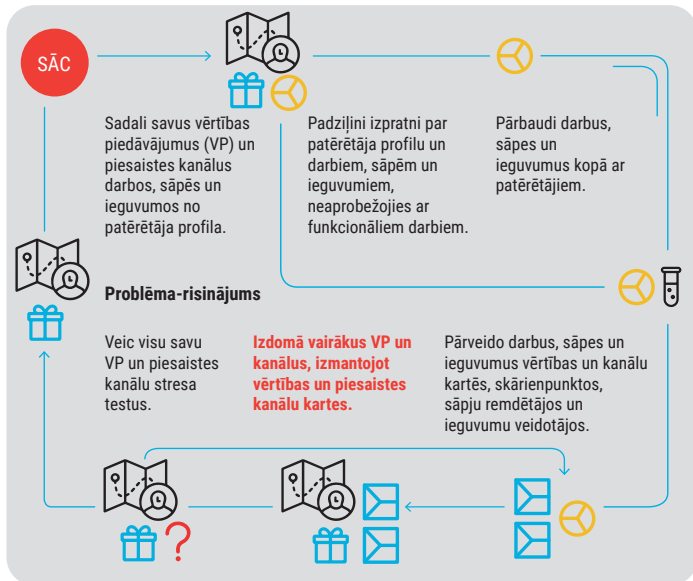 SĀC
Sadali savus vērtības
piedāvājumus (VP) un
piesaistes kanālus
darbos, sāpēs un
ieguvumos no
patērētāja profila.
Padziļini izpratni par
patērētāja profilu un
darbiem, sāpēm un
ieguvumiem,
neaprobežojies ar
funkcionāliem darbiem.
Pārbaudi darbus,
sāpes un
ieguvumus kopā ar
patērētājiem.
Problēma-risinājums
Veic visu savu
VP un piesaistes
kanālu stresa
testus.
Izdomā vairākus VP un
kanālus, izmantojot
vērtības un piesaistes
kanālu kartes.
Pārveido darbus, sāpes un
ieguvumus vērtības un kanālu
kartēs, skārienpunktos,
sāpju remdētājos un
ieguvumu veidotājos.
?